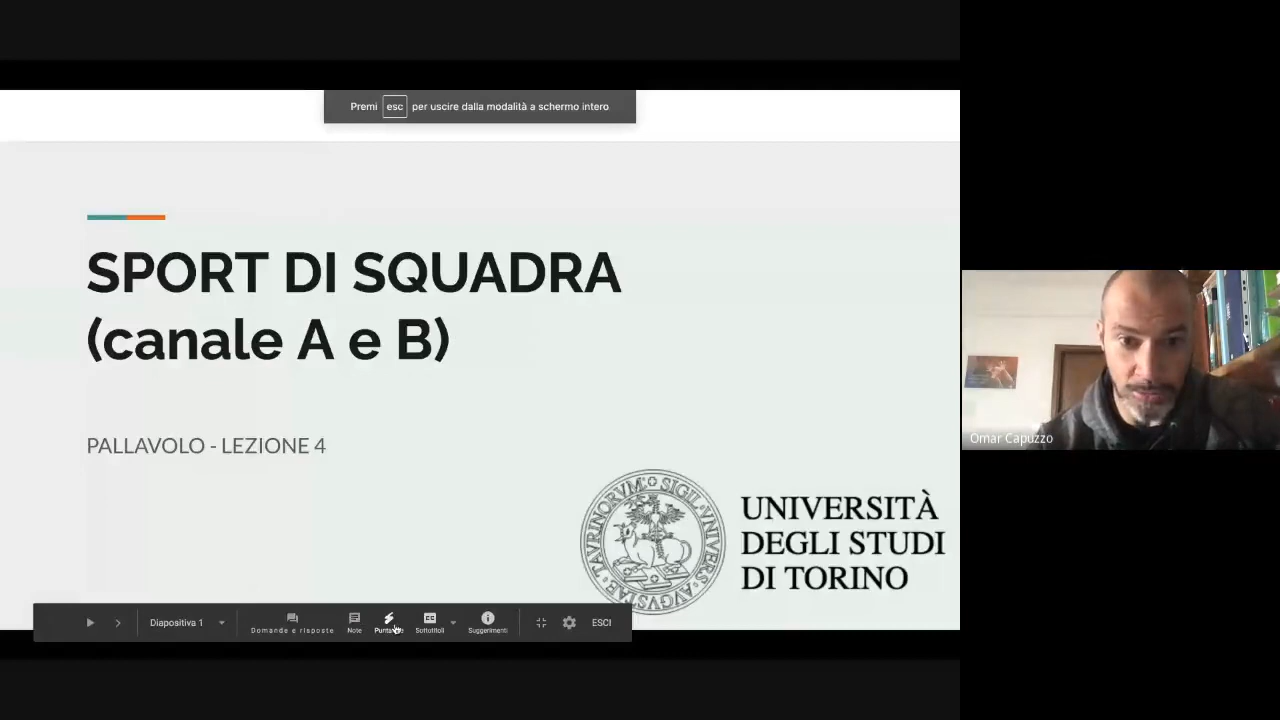 Premi esc per uscire dalla modalità a schermo intero
SPORT DI SQUADRA
(canale A e B)
PALLAVOLO - LEZIONE 4
UNIVERSITÀ
DEGLI STUDI
DI TORINO
Omar Capuzzo
Diapositiva 1
Domande e risposte
Note
Sottotitoli
Suggerimenti
ESCI